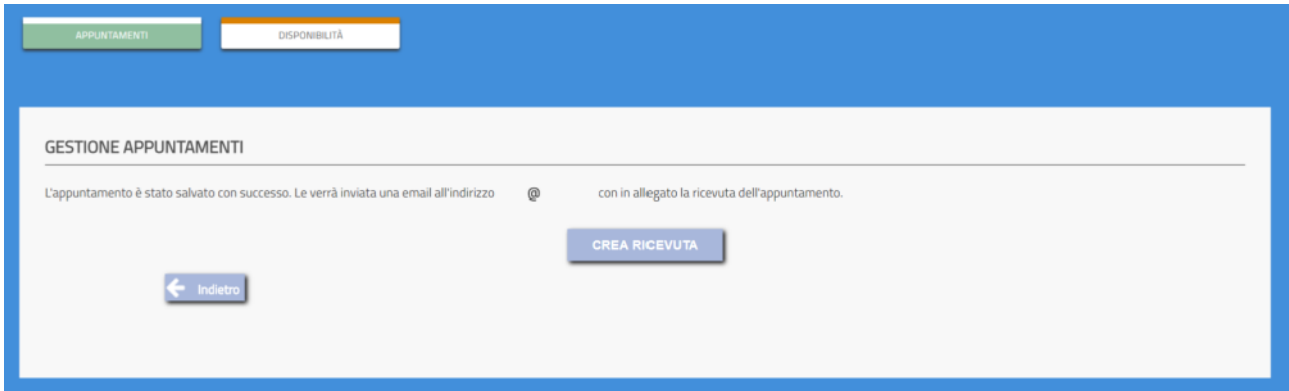 APPUNTAMENTI
DISPONIBILITÀ
GESTIONE APPUNTAMENTI
L'appuntamento è stato salvato con successo. Le verrà inviata una email all'indirizzo @ con in allegato la ricevuta dell'appuntamento.
CREA RICEVUTA
Indietro